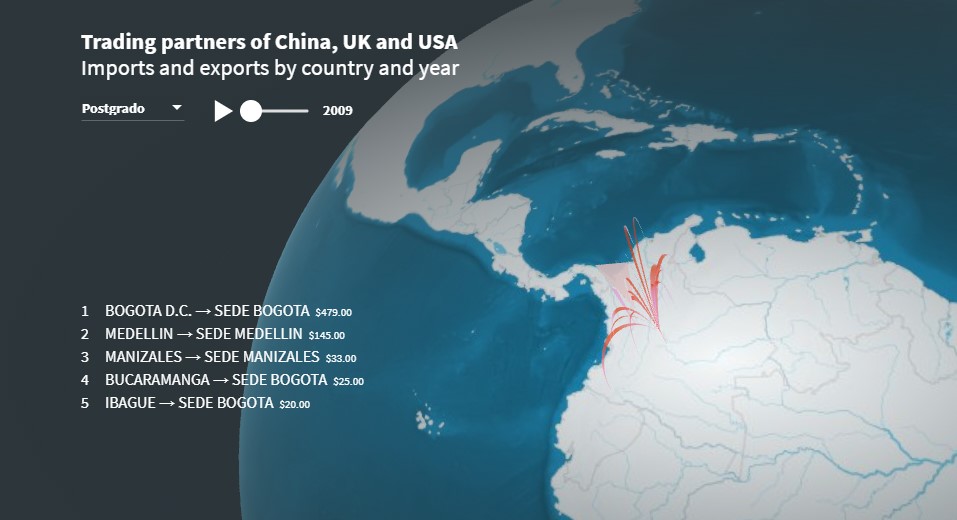 Trading partners of China, UK and USA
Imports and exports by country and year
Postgrado 2009
1 BOGOTA D.C. → SEDE BOGOTA $479.00
2 MEDELLIN → SEDE MEDELLIN $145.00
3 MANIZALES → SEDE MANIZALES $33.00
4 BUCARAMANGA → SEDE BOGOTA $25.00
5 IBAGUE → SEDE BOGOTA $20.00